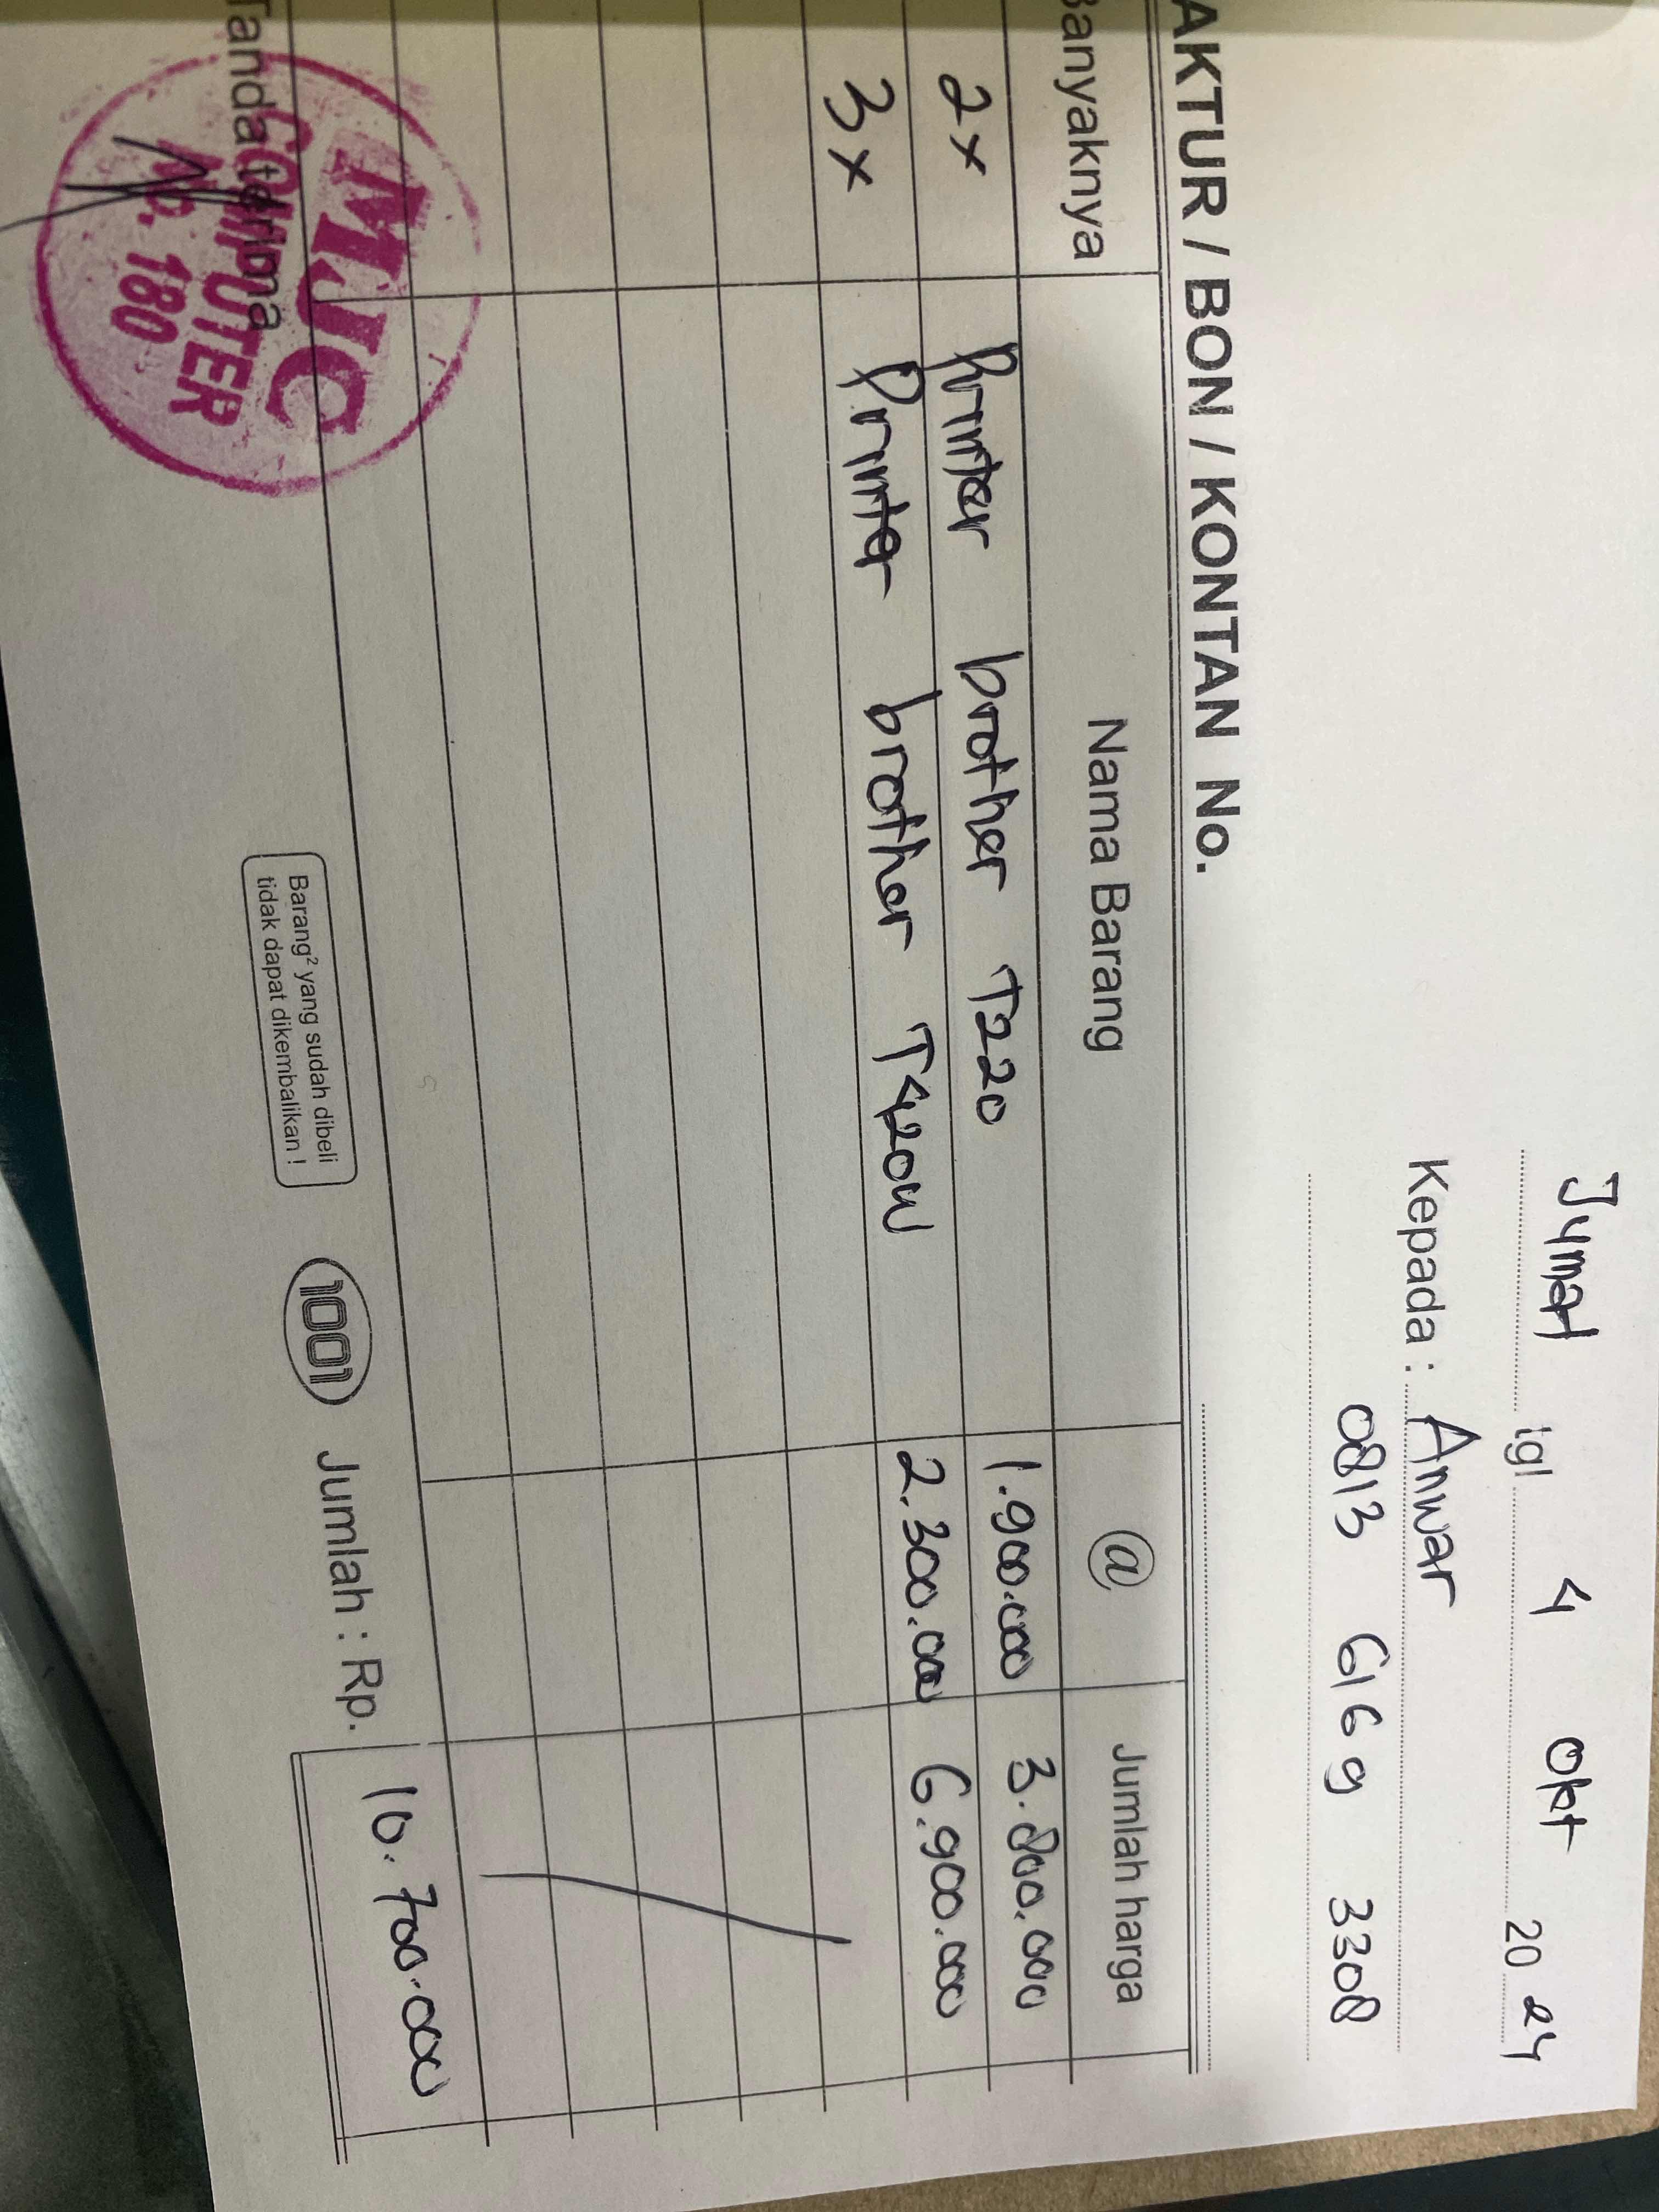 Jumat tgl 4 Okt 20 24
Kepada : Anwar
0813 6169 3308
AKTUR / BON / KONTAN No.
Banyaknya Nama Barang @ Jumlah harga
2x Printer brother T220 1.900.000 3.800.000
3x Printer brother T420W 2.300.000 6.900.000
Jumlah : Rp. 10.700.000
Tanda terima
MJC
COMPUTER
No. 180
Barang² yang sudah dibeli
tidak dapat dikembalikan !
1001